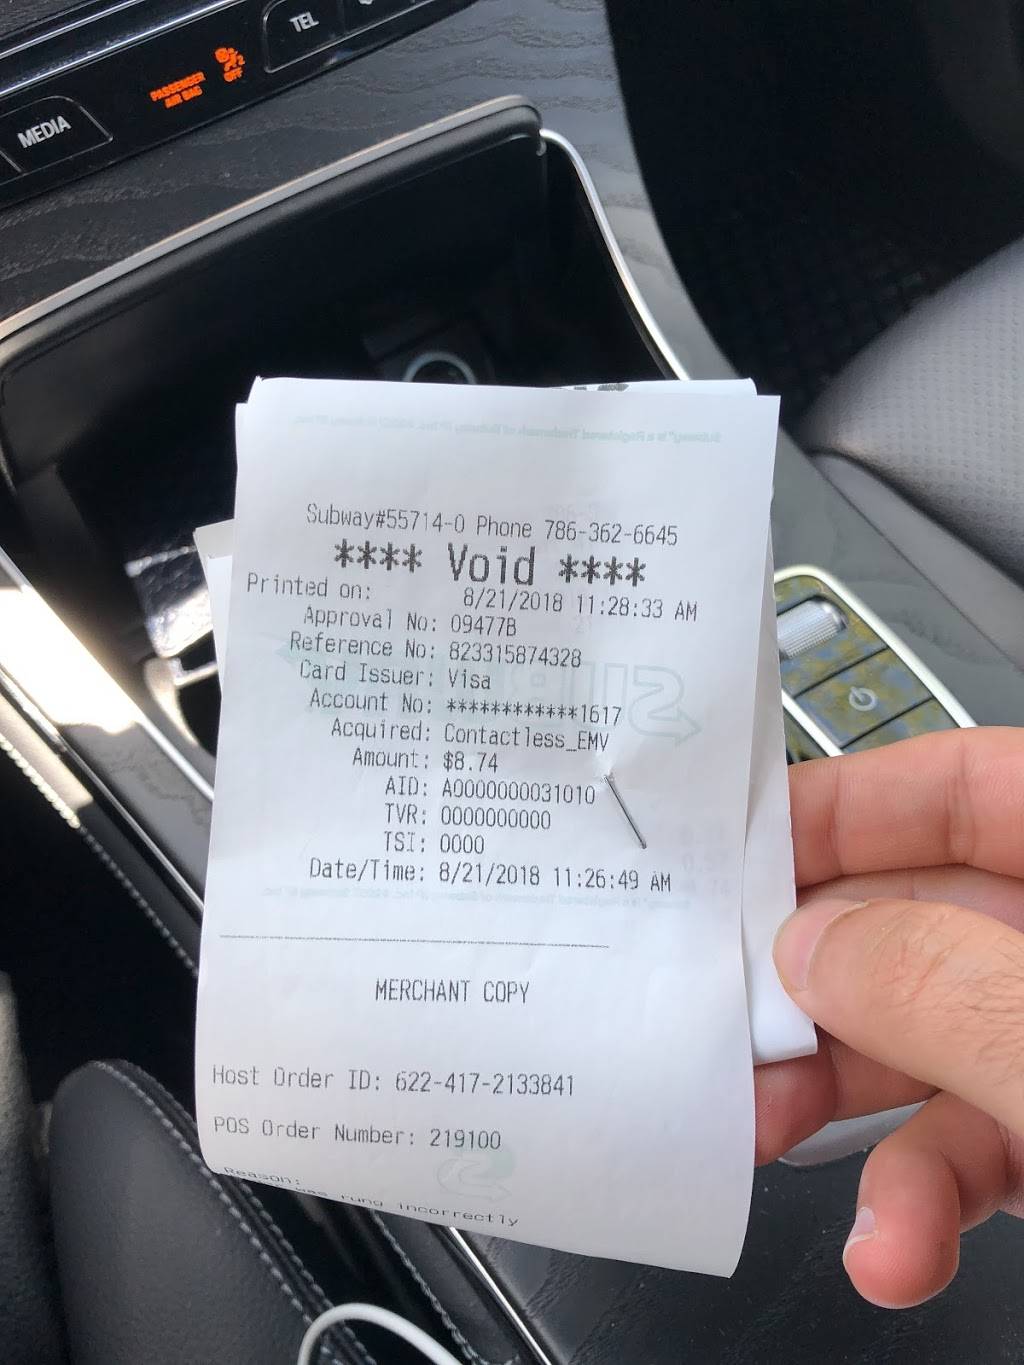 TEL
PASSENGER
AIR BAG
2
OFF
MEDIA
Subway#55714-0 Phone 786-362-6645
**** Void ****
Printed on: 8/21/2018 11:28:33 AM
Approval No: 09477B
Reference No: 823315874328
Card Issuer: Visa
Account No: ************1617
Acquired: Contactless_EMV
Amount: $8.74
AID: A0000000031010
TVR: 0000000000
TSI: 0000
Date/Time: 8/21/2018 11:26:49 AM
MERCHANT COPY
Host Order ID: 622-417-2133841
POS Order Number: 219100
Reason:
was rung incorrectly